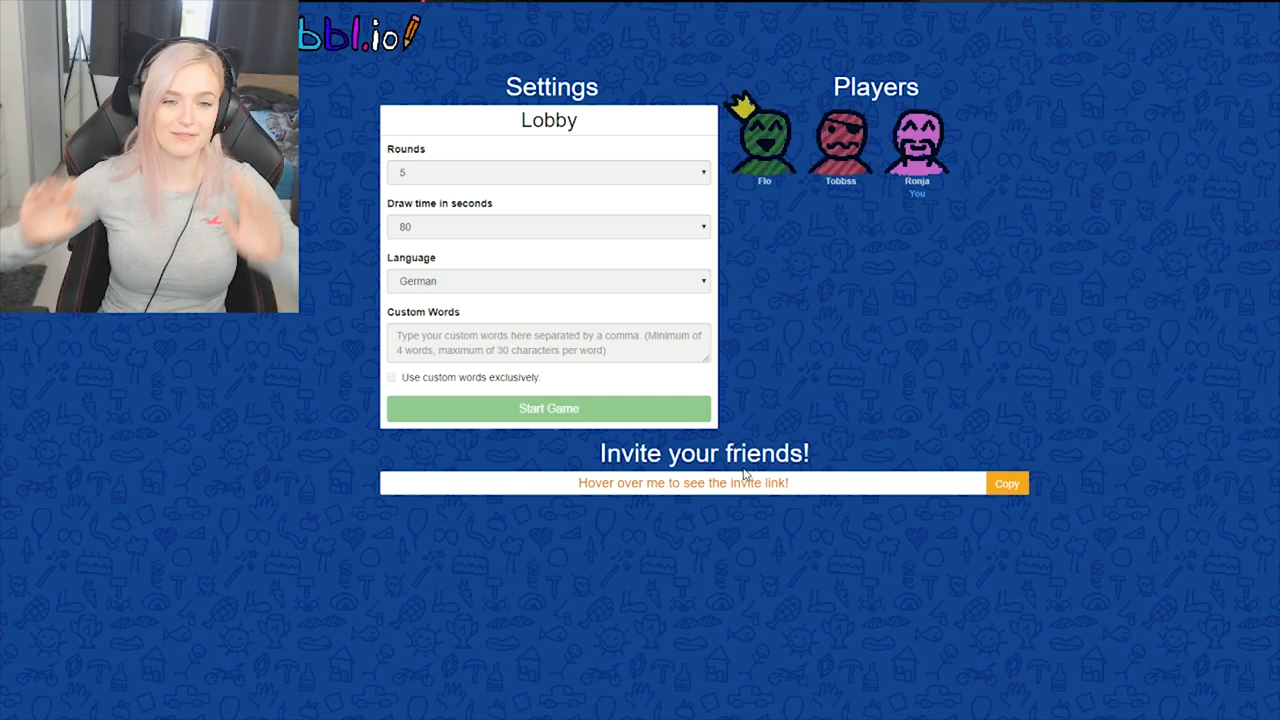 bbl.io
Settings
Players
Lobby
Rounds
5
Draw time in seconds
80
Language
German
Custom Words
Type your custom words here separated by a comma. (Minimum of
4 words, maximum of 30 characters per word)
Use custom words exclusively.
Start Game
Flo
Tobbss
Ronja
You
Invite your friends!
Hover over me to see the invite link!
Copy